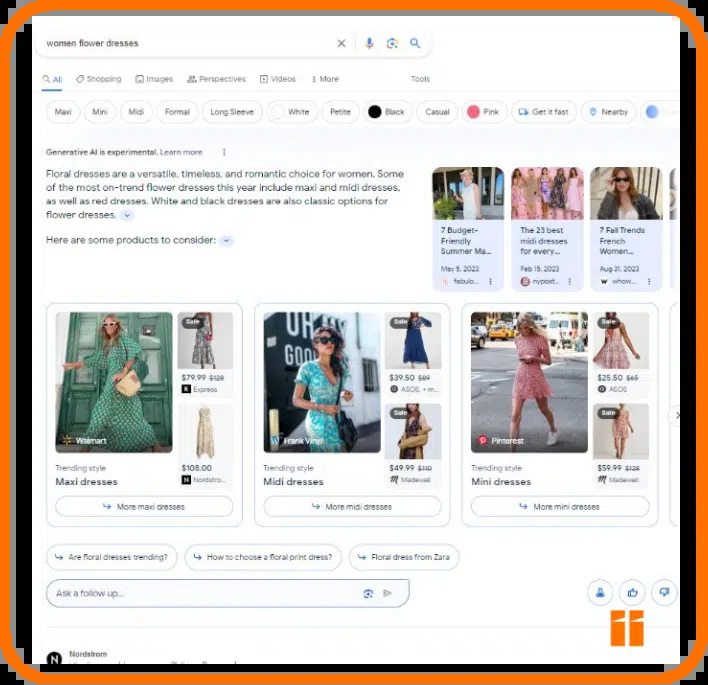 women flower dresses
All
Shopping
Images
Perspectives
Videos
More
Tools
Maxi
Mini
Midi
Formal
Long Sleeve
White
Petite
Black
Casual
Pink
Get it fast
Nearby
Generative AI is experimental. Learn more
Floral dresses are a versatile, timeless, and romantic choice for women. Some
of the most on-trend flower dresses this year include maxi and midi dresses,
as well as red dresses. White and black dresses are also classic options for
flower dresses.
Here are some products to consider:
7 Budget-
Friendly
Summer Ma...
May 5, 2023
fabulo...
The 23 best
midi dresses
for every...
Feb 15, 2023
nypost...
7 Fall Trends
French
Women...
Aug 31, 2023
whow...
Walmart
Sale
$79.99 $128
Express
$108.00
Nordstro...
Trending style
Maxi dresses
More maxi dresses
OH MY
GOO
Frank Vinyl
Sale
$39.50 $89
ASOS, + m...
Sale
$49.99 $110
Madewell
Trending style
Midi dresses
More midi dresses
Pinterest
Sale
$25.50 $65
ASOS
Sale
$59.99 $128
Madewell
Trending style
Mini dresses
More mini dresses
Are floral dresses trending?
How to choose a floral print dress?
Floral dress from Zara
Ask a follow up...
Nordstrom